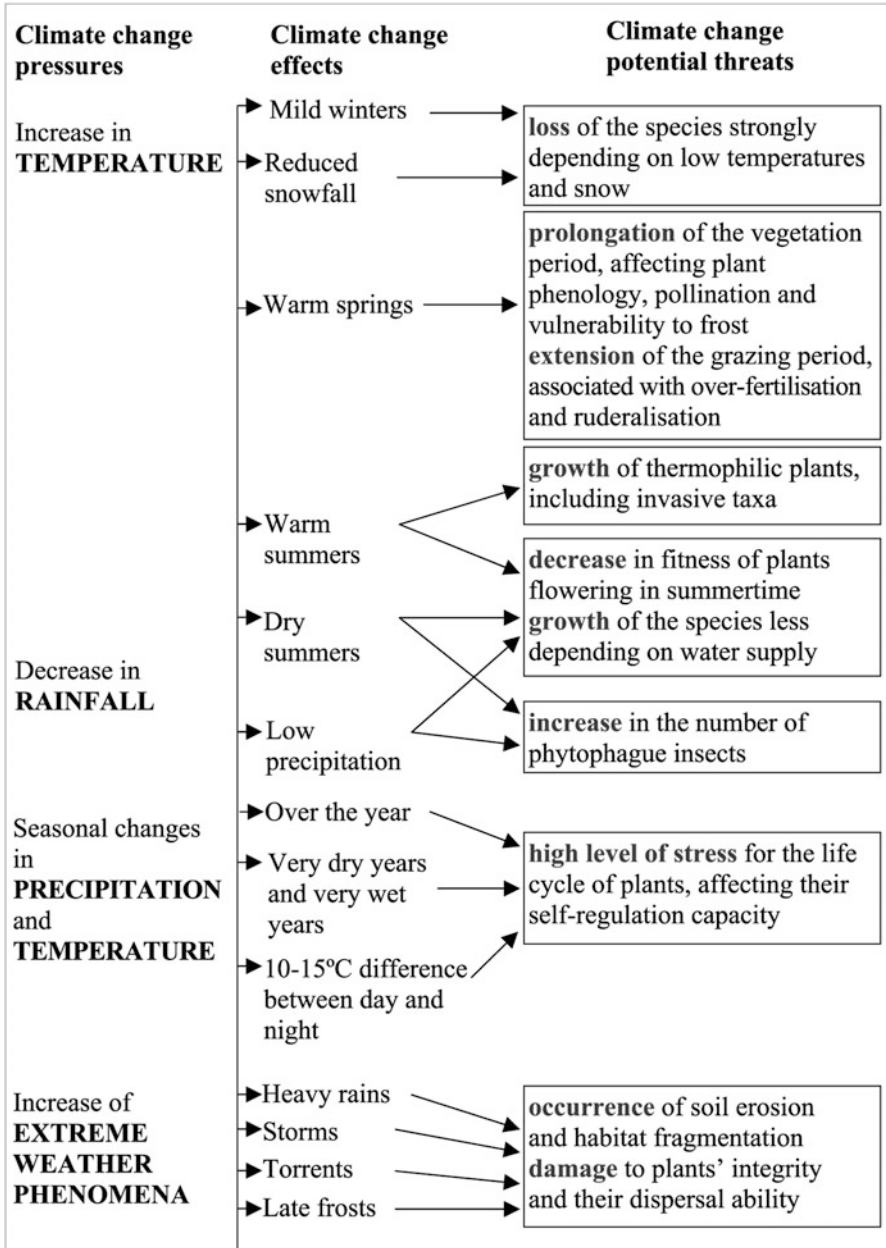 Climate change
pressures
Climate change
effects
Climate change
potential threats
Increase in
TEMPERATURE
Mild winters
Reduced
snowfall
loss of the species strongly
depending on low temperatures
and snow
Warm springs
prolongation of the vegetation
period, affecting plant
phenology, pollination and
vulnerability to frost
extension of the grazing period,
associated with over-fertilisation
and ruderalisation
Warm
summers
growth of thermophilic plants,
including invasive taxa
decrease in fitness of plants
flowering in summertime
growth of the species less
depending on water supply
Dry
summers
Decrease in
RAINFALL
Low
precipitation
increase in the number of
phytophague insects
Seasonal changes
in
PRECIPITATION
and
TEMPERATURE
Over the year
Very dry years
and very wet
years
10-15ºC difference
between day and
night
high level of stress for the life
cycle of plants, affecting their
self-regulation capacity
Increase of
EXTREME
WEATHER
PHENOMENA
Heavy rains
Storms
Torrents
Late frosts
occurrence of soil erosion
and habitat fragmentation
damage to plants’ integrity
and their dispersal ability